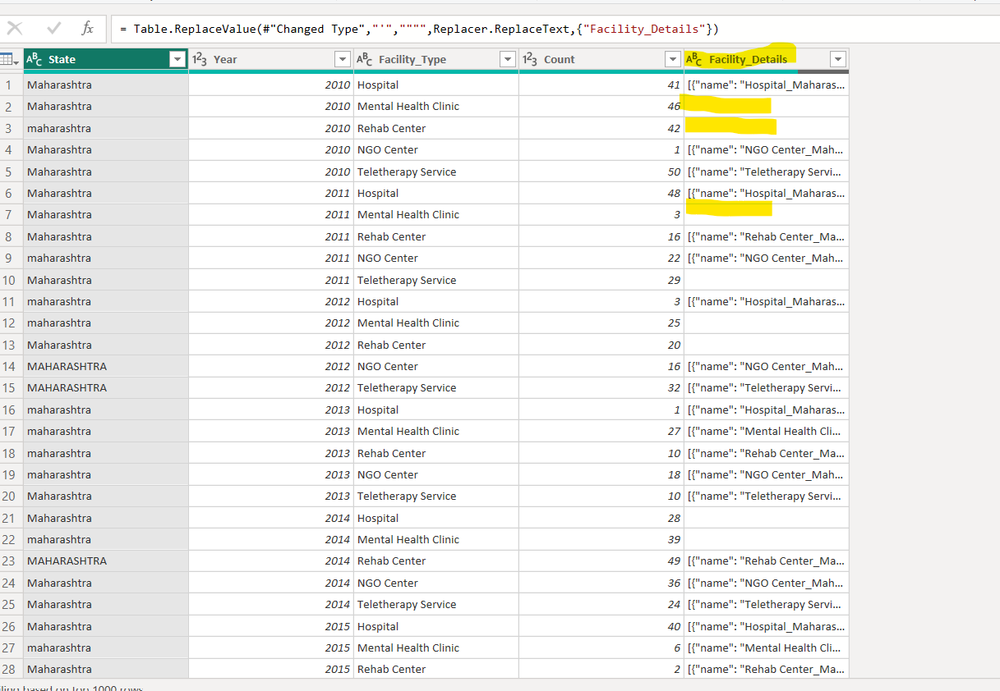 fx = Table.ReplaceValue(#"Changed Type","'","""",Replacer.ReplaceText,{"Facility_Details"})
ABC State 123 Year ABC Facility_Type 123 Count ABC Facility_Details
1 Maharashtra 2010 Hospital 41 [{"name": "Hospital_Maharas...
2 Maharashtra 2010 Mental Health Clinic 46
3 maharashtra 2010 Rehab Center 42
4 Maharashtra 2010 NGO Center 1 [{"name": "NGO Center_Mah...
5 Maharashtra 2010 Teletherapy Service 50 [{"name": "Teletherapy Servi...
6 Maharashtra 2011 Hospital 48 [{"name": "Hospital_Maharas...
7 Maharashtra 2011 Mental Health Clinic 3
8 Maharashtra 2011 Rehab Center 16 [{"name": "Rehab Center_Ma...
9 maharashtra 2011 NGO Center 22 [{"name": "NGO Center_Mah...
10 Maharashtra 2011 Teletherapy Service 29
11 maharashtra 2012 Hospital 3 [{"name": "Hospital_Maharas...
12 maharashtra 2012 Mental Health Clinic 25
13 Maharashtra 2012 Rehab Center 20
14 MAHARASHTRA 2012 NGO Center 16 [{"name": "NGO Center_Mah...
15 MAHARASHTRA 2012 Teletherapy Service 32 [{"name": "Teletherapy Servi...
16 maharashtra 2013 Hospital 1 [{"name": "Hospital_Maharas...
17 maharashtra 2013 Mental Health Clinic 27 [{"name": "Mental Health Cli...
18 maharashtra 2013 Rehab Center 10 [{"name": "Rehab Center_Ma...
19 maharashtra 2013 NGO Center 18 [{"name": "NGO Center_Mah...
20 Maharashtra 2013 Teletherapy Service 10 [{"name": "Teletherapy Servi...
21 Maharashtra 2014 Hospital 28
22 maharashtra 2014 Mental Health Clinic 39
23 MAHARASHTRA 2014 Rehab Center 49 [{"name": "Rehab Center_Ma...
24 Maharashtra 2014 NGO Center 36 [{"name": "NGO Center_Mah...
25 Maharashtra 2014 Teletherapy Service 24 [{"name": "Teletherapy Servi...
26 Maharashtra 2015 Hospital 40 [{"name": "Hospital_Maharas...
27 maharashtra 2015 Mental Health Clinic 6 [{"name": "Mental Health Cli...
28 Maharashtra 2015 Rehab Center 2 [{"name": "Rehab Center_Ma...
based on top 1000 rows